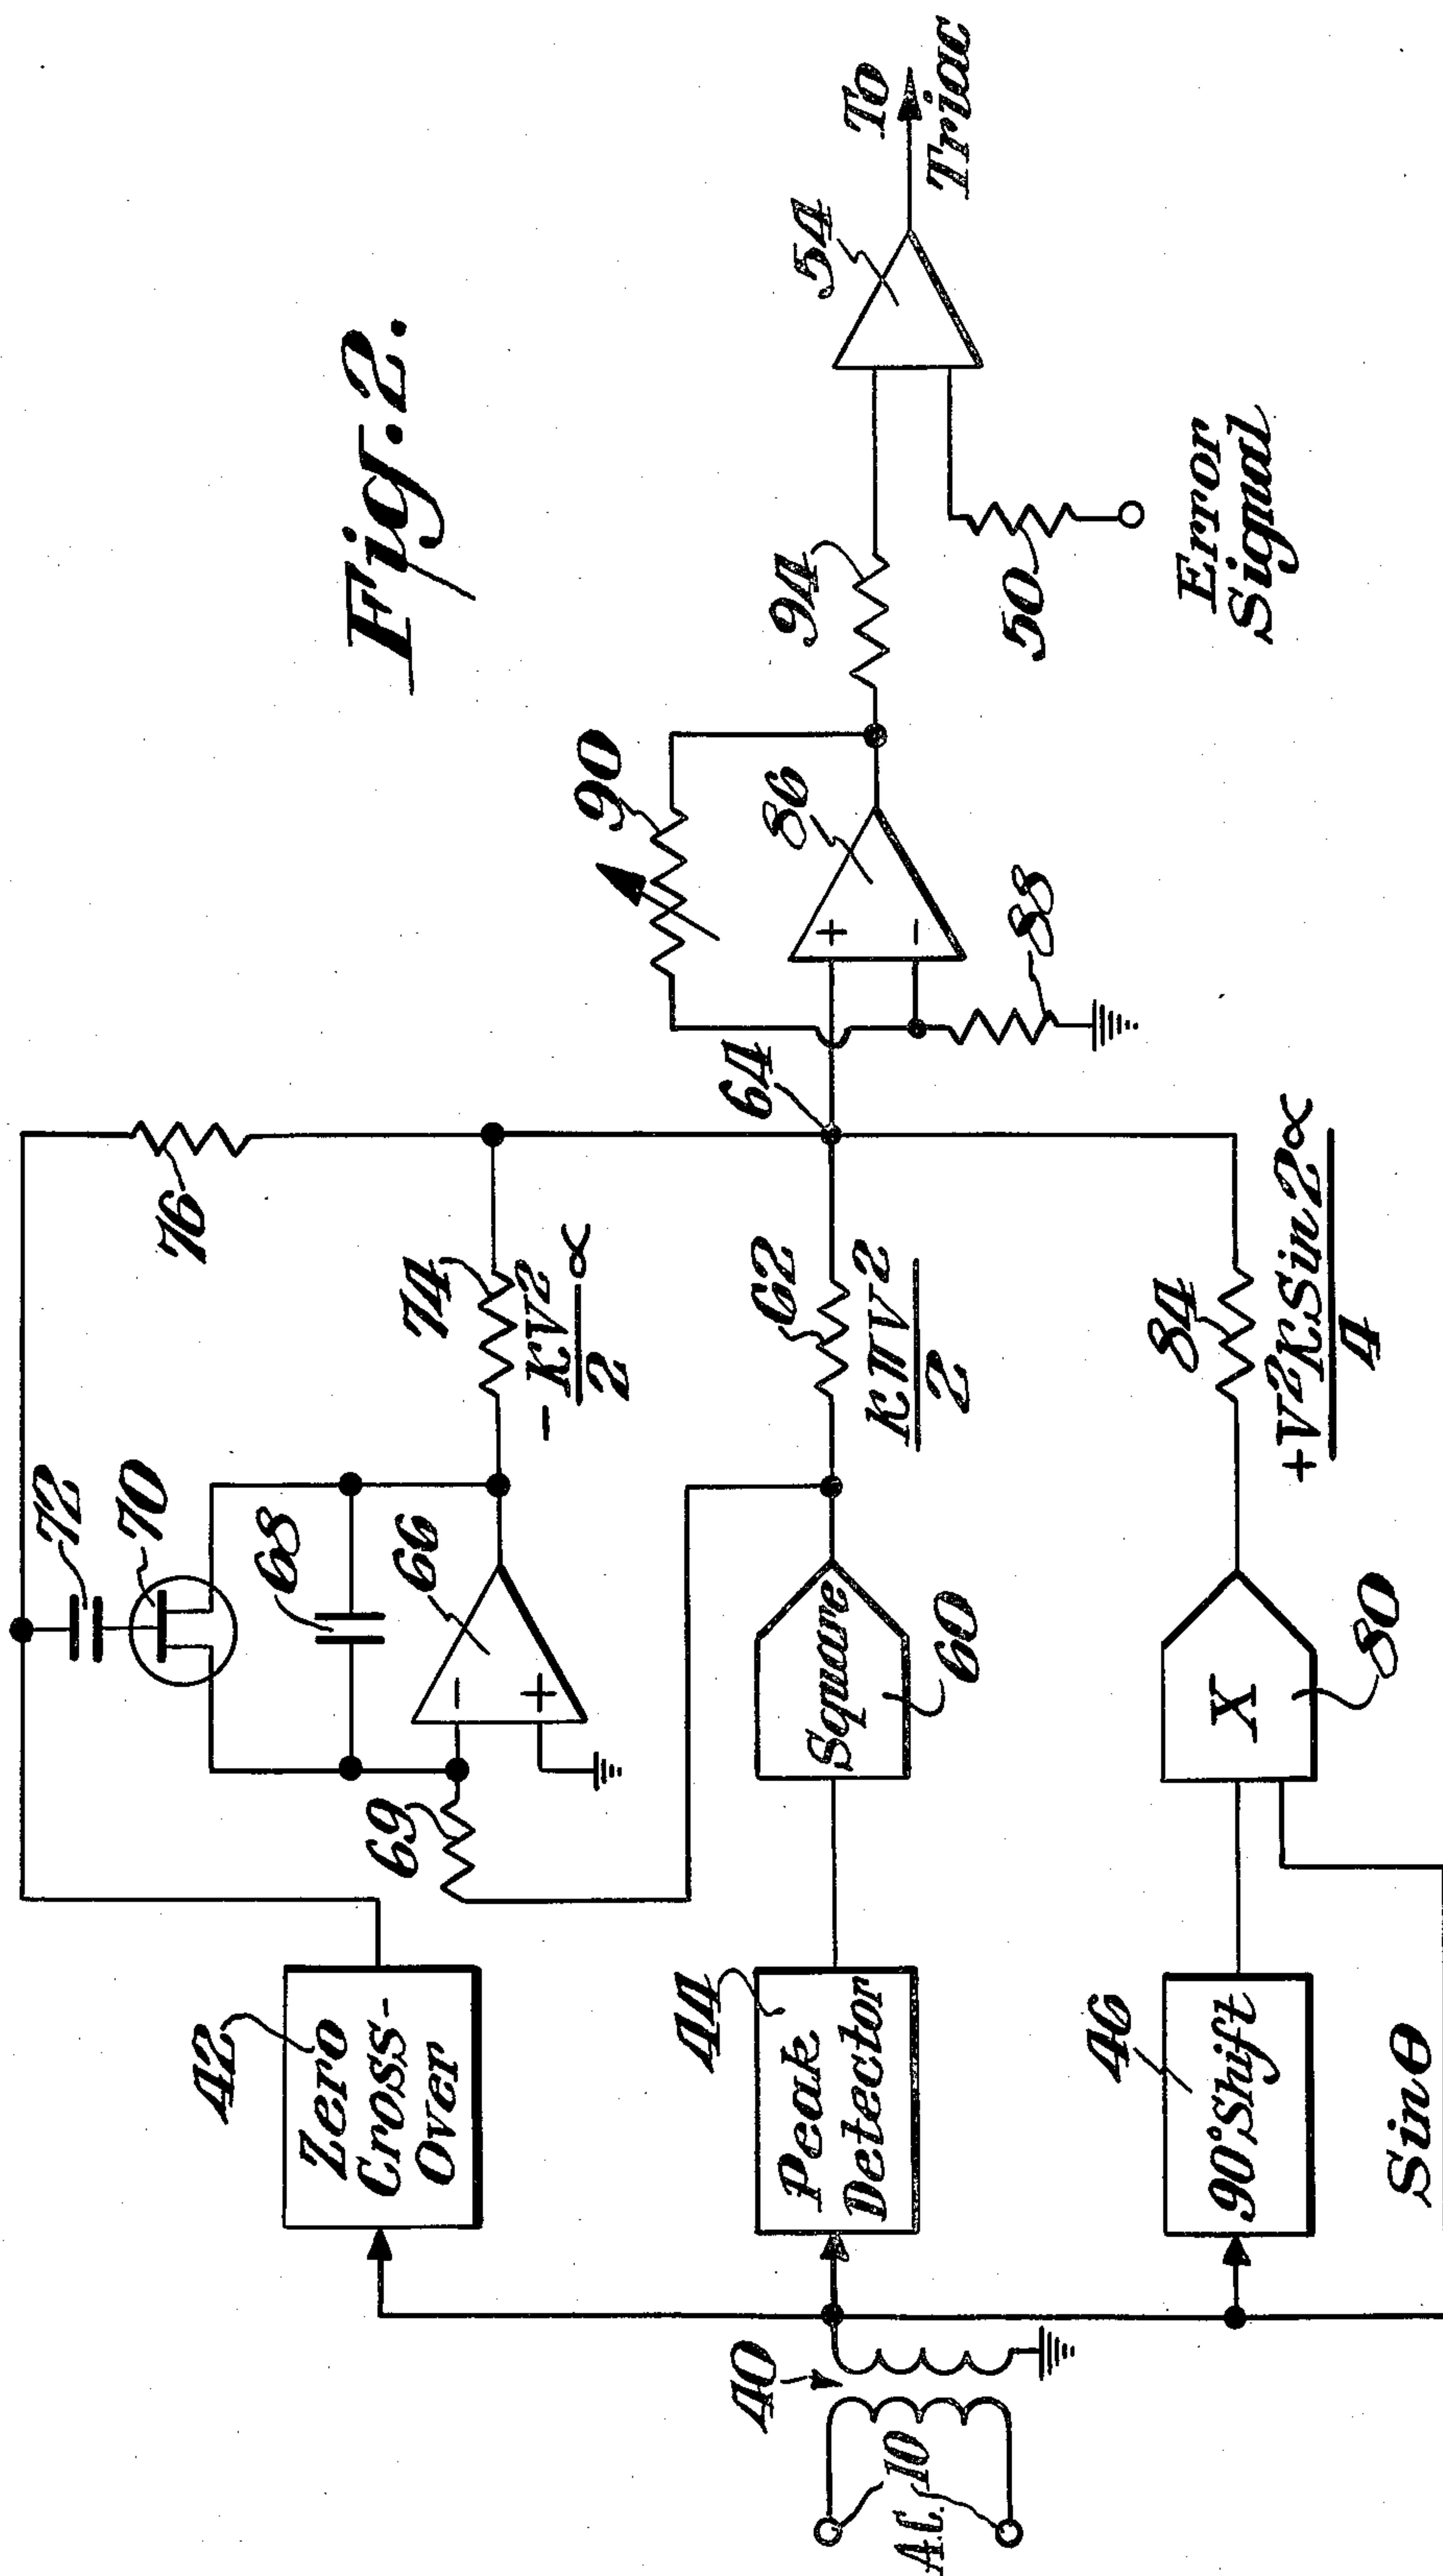 Fig. 2.
A.C.
10
40
42
Zero
Cross-
Over
44
Peak
Detector
46
90° Shift
Sin θ
72
70
68
66
-
+
69
Square
60
X
80
74
- KV²/2 α
62
KπV²/2
84
+V²KSin2α/4
76
64
90
86
+
-
88
94
50
Error
Signal
54
To
Triac